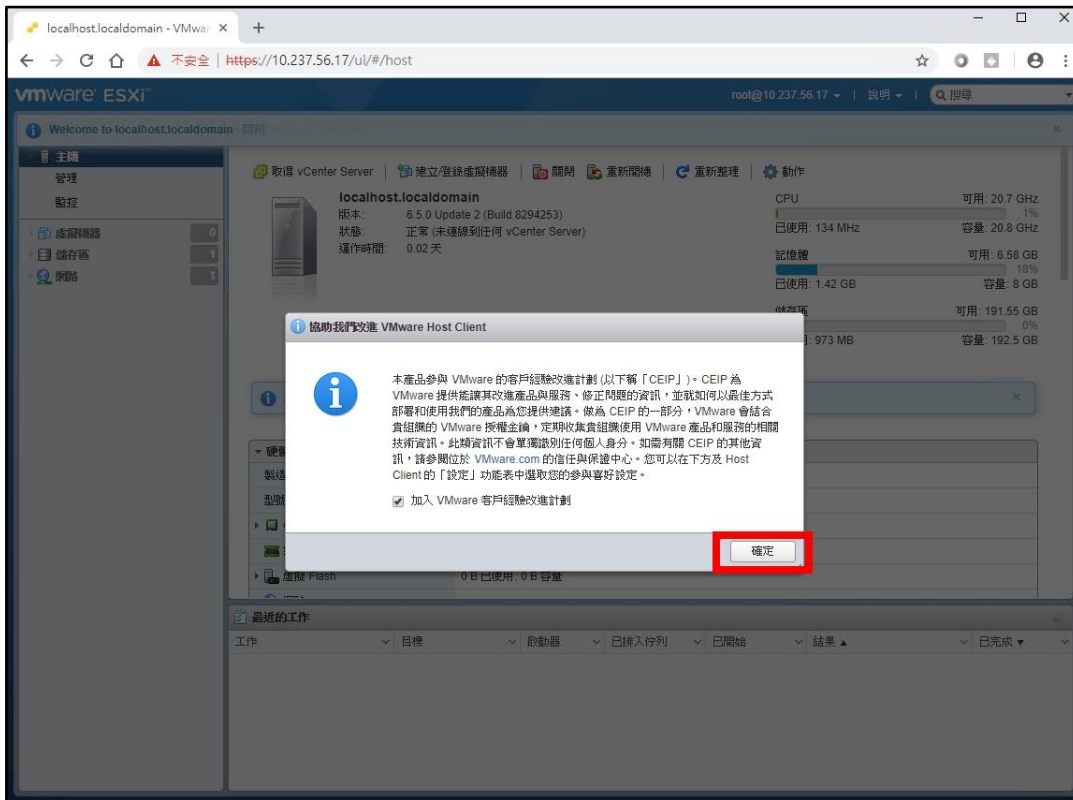 localhost.localdomain - VMwar
不安全 | https://10.237.56.17/ui/#/host
vmware ESXi™
root@10.237.56.17
說明
搜尋
Welcome to localhost.localdomain - 關閉
主機
管理
監控
虛擬機器 0
儲存區 1
網路 1
取得 vCenter Server
建立/登錄虛擬機器
關閉
重新開機
重新整理
動作
localhost.localdomain
版本: 6.5.0 Update 2 (Build 8294253)
狀態: 正常 (未連線到任何 vCenter Server)
運作時間: 0.02 天
CPU 可用: 20.7 GHz
1%
已使用: 134 MHz 容量: 20.8 GHz
記憶體 可用: 6.58 GB
18%
已使用: 1.42 GB 容量: 8 GB
儲存區 可用: 191.55 GB
0%
: 973 MB 容量: 192.5 GB
協助我們改進 VMware Host Client
本產品參與 VMware 的客戶經驗改進計劃 (以下稱「CEIP」)。CEIP 為
VMware 提供能讓其改進產品與服務、修正問題的資訊，並就如何以最佳方式
部署和使用我們的產品為您提供建議。做為 CEIP 的一部分，VMware 會結合
貴組織的 VMware 授權金鑰，定期收集貴組織使用 VMware 產品和服務的相關
技術資訊。此類資訊不會單獨識別任何個人身分。如需有關 CEIP 的其他資
訊，請參閱位於 VMware.com 的信任與保證中心。您可以在下方及 Host
Client 的「設定」功能表中選取您的參與喜好設定。
加入 VMware 客戶經驗改進計劃
確定
硬
製造
型號
虛擬 Flash 0 B 已使用, 0 B 容量
最近的工作
工作 目標 啟動器 已排入佇列 已開始 結果 已完成